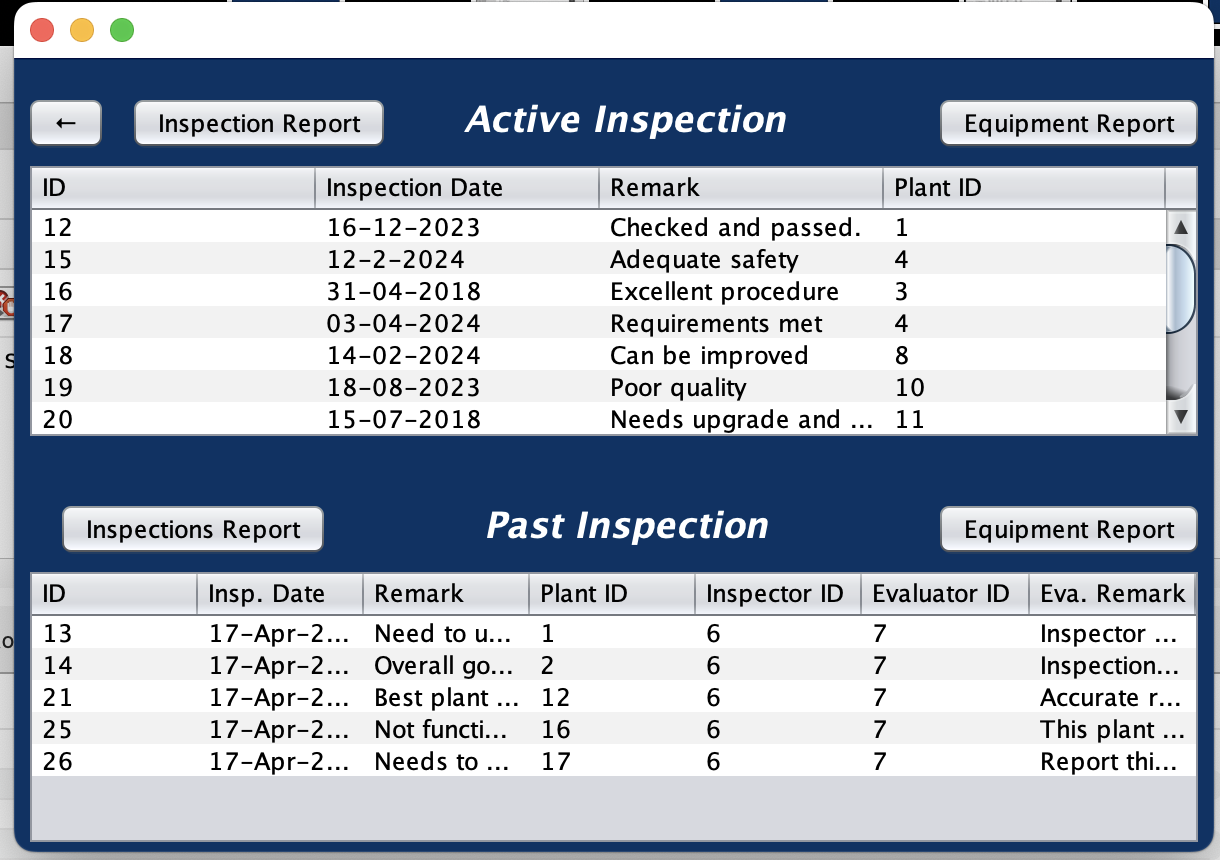 ← Inspection Report Active Inspection Equipment Report
ID Inspection Date Remark Plant ID
12 16-12-2023 Checked and passed. 1
15 12-2-2024 Adequate safety 4
16 31-04-2018 Excellent procedure 3
17 03-04-2024 Requirements met 4
18 14-02-2024 Can be improved 8
19 18-08-2023 Poor quality 10
20 15-07-2018 Needs upgrade and ... 11
Inspections Report Past Inspection Equipment Report
ID Insp. Date Remark Plant ID Inspector ID Evaluator ID Eva. Remark
13 17-Apr-2... Need to u... 1 6 7 Inspector ...
14 17-Apr-2... Overall go... 2 6 7 Inspection...
21 17-Apr-2... Best plant ... 12 6 7 Accurate r...
25 17-Apr-2... Not functi... 16 6 7 This plant ...
26 17-Apr-2... Needs to ... 17 6 7 Report thi...